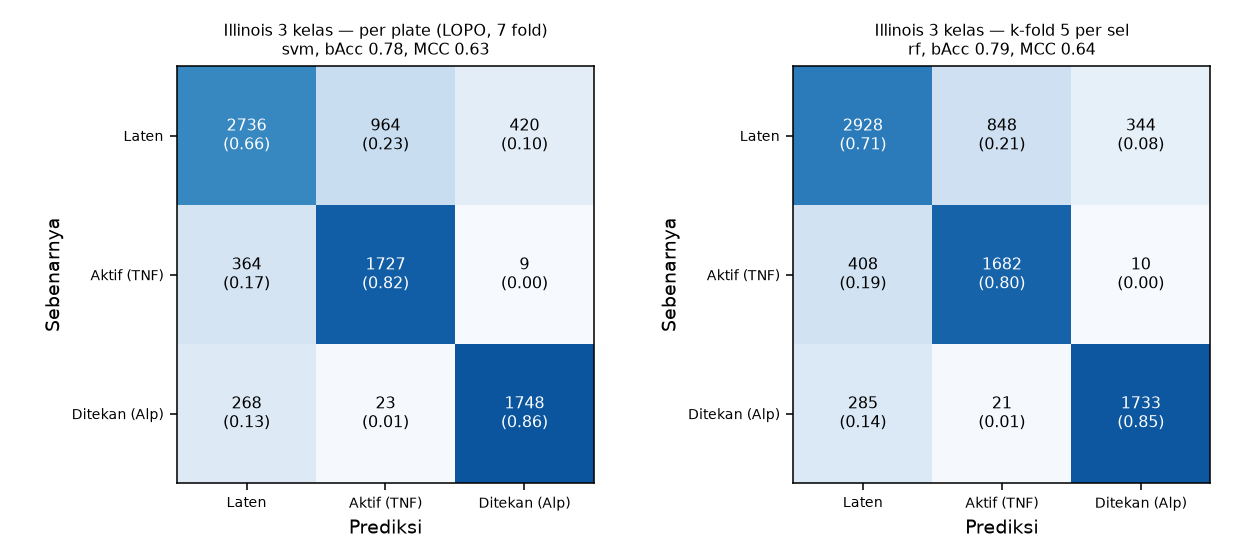 Illinois 3 kelas — per plate (LOPO, 7 fold)
svm, bAcc 0.78, MCC 0.63
Sebenarnya
Laten
2736
(0.66)
964
(0.23)
420
(0.10)
Aktif (TNF)
364
(0.17)
1727
(0.82)
9
(0.00)
Ditekan (Alp)
268
(0.13)
23
(0.01)
1748
(0.86)
Laten
Aktif (TNF)
Ditekan (Alp)
Prediksi
Illinois 3 kelas — k-fold 5 per sel
rf, bAcc 0.79, MCC 0.64
Sebenarnya
Laten
2928
(0.71)
848
(0.21)
344
(0.08)
Aktif (TNF)
408
(0.19)
1682
(0.80)
10
(0.00)
Ditekan (Alp)
285
(0.14)
21
(0.01)
1733
(0.85)
Laten
Aktif (TNF)
Ditekan (Alp)
Prediksi